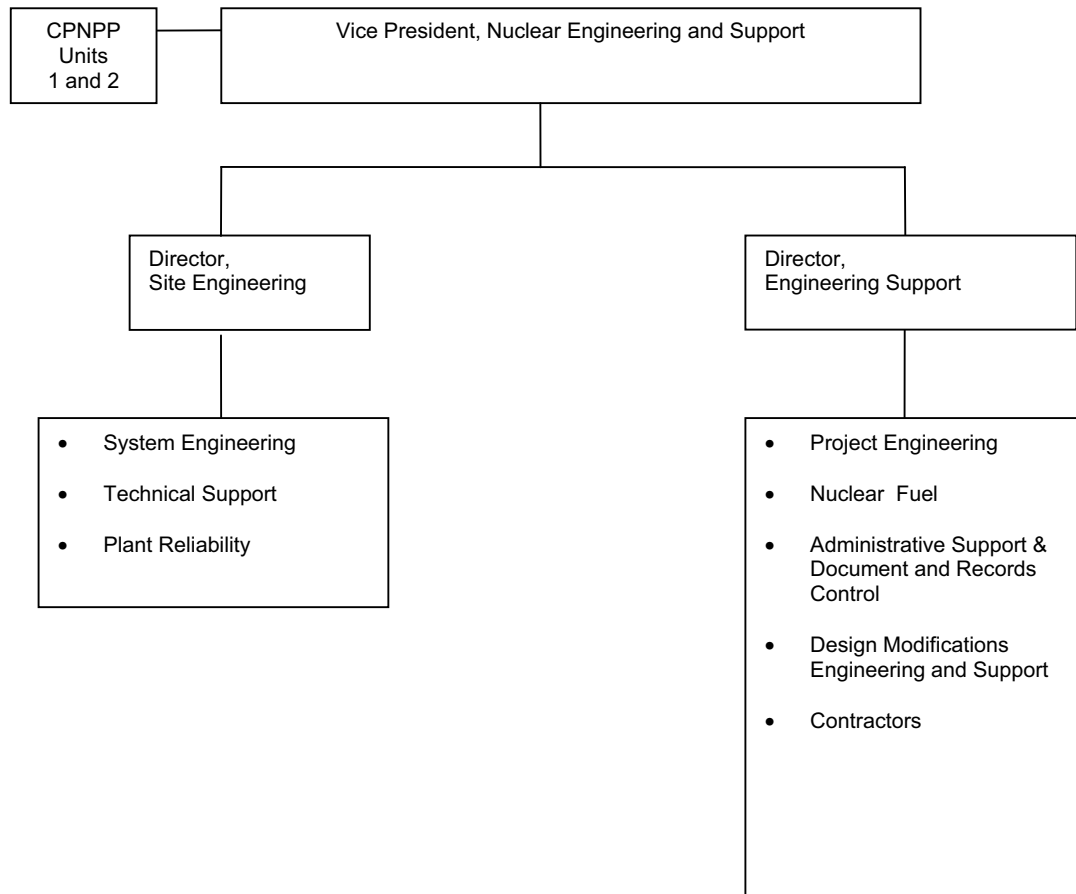 CPNPP
Units
1 and 2
Vice President, Nuclear Engineering and Support
Director,
Site Engineering
Director,
Engineering Support
• System Engineering
• Technical Support
• Plant Reliability
• Project Engineering
• Nuclear Fuel
• Administrative Support &
Document and Records
Control
• Design Modifications
Engineering and Support
• Contractors